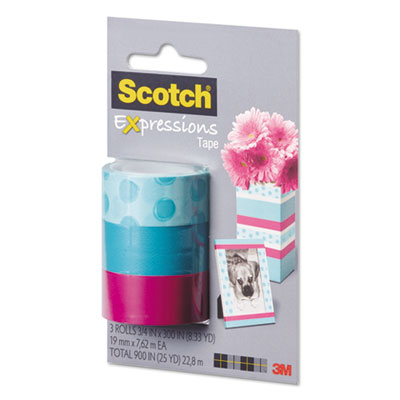 Scotch
Expressions
Tape
3 ROLLS 3/4 IN x 300 IN (8.33 YD)
19 mm x 7,62 m EA
TOTAL 900 IN (25 YD) 22,8 m
3M